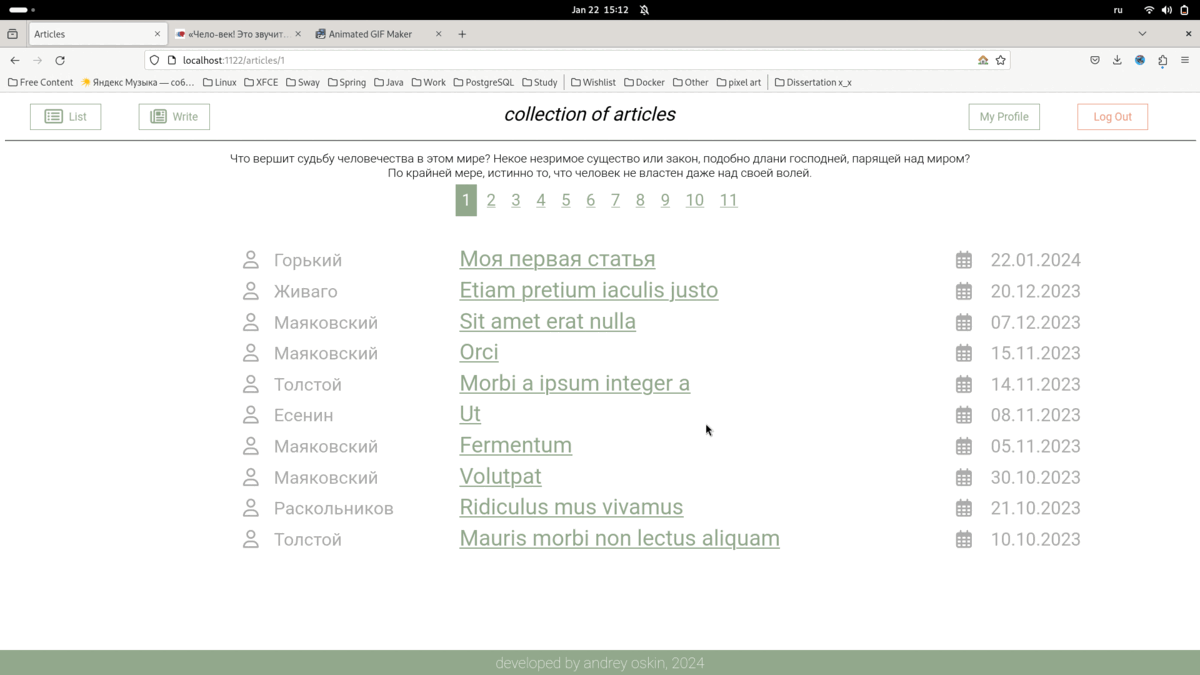 Jan 22 15:12
ru
Articles
«Чело-век! Это звучит...
Animated GIF Maker
localhost:1122/articles/1
Free Content
Яндекс Музыка — соб...
Linux
XFCE
Sway
Spring
Java
Work
PostgreSQL
Study
Wishlist
Docker
Other
pixel art
Dissertation x_x
List
Write
collection of articles
My Profile
Log Out
Что вершит судьбу человечества в этом мире? Некое незримое существо или закон, подобно длани господней, парящей над миром?
По крайней мере, истинно то, что человек не властен даже над своей волей.
1 2 3 4 5 6 7 8 9 10 11
Горький Моя первая статья 22.01.2024
Живаго Etiam pretium iaculis justo 20.12.2023
Маяковский Sit amet erat nulla 07.12.2023
Маяковский Orci 15.11.2023
Толстой Morbi a ipsum integer a 14.11.2023
Есенин Ut 08.11.2023
Маяковский Fermentum 05.11.2023
Маяковский Volutpat 30.10.2023
Раскольников Ridiculus mus vivamus 21.10.2023
Толстой Mauris morbi non lectus aliquam 10.10.2023
developed by andrey oskin, 2024